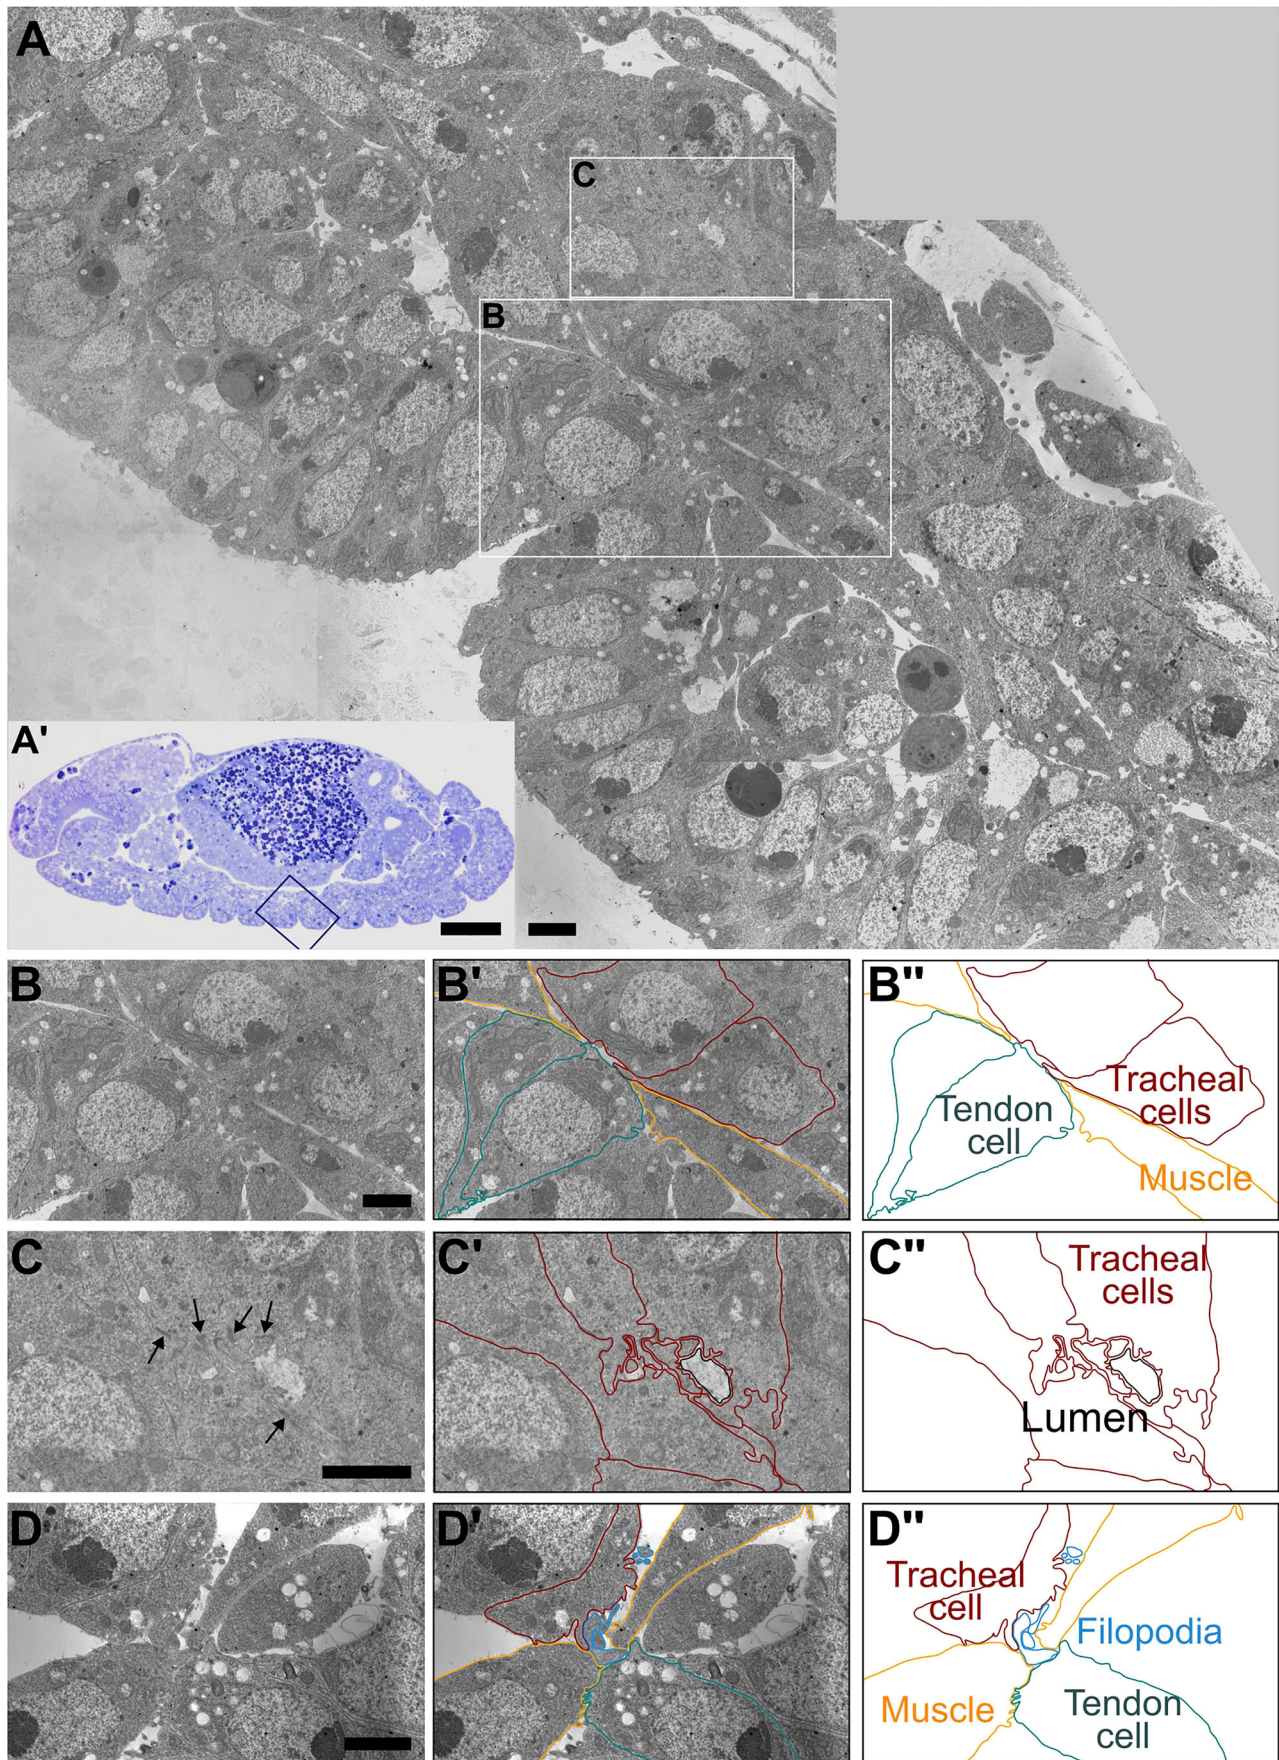 A
C
B
A'
B
B'
B"
Tracheal
cells
Tendon
cell
Muscle
C
C'
C"
Tracheal
cells
Lumen
D
D'
D"
Tracheal
cell
Filopodia
Muscle
Tendon
cell